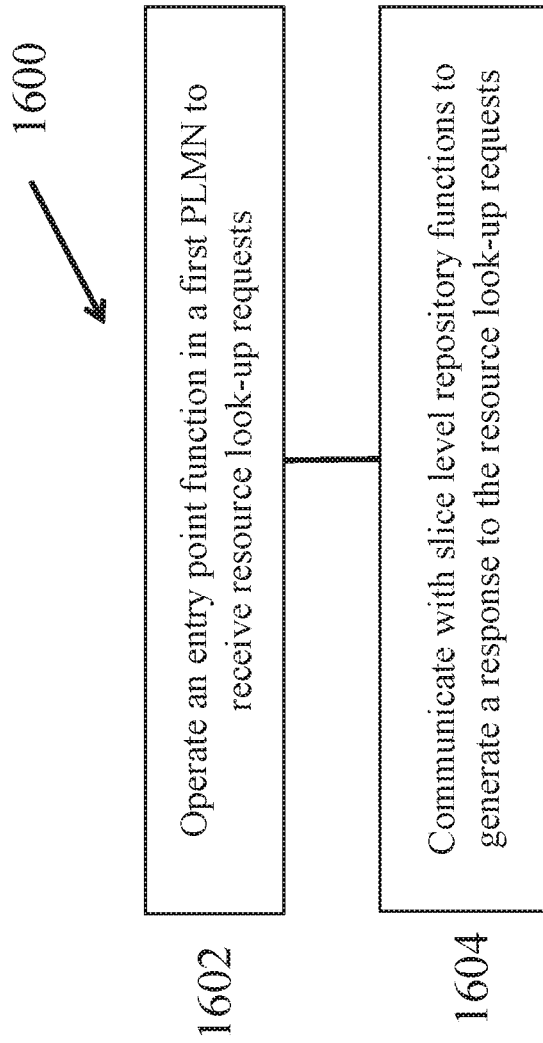 1600
1602
Operate an entry point function in a first PLMN to
receive resource look-up requests
1604
Communicate with slice level repository functions to
generate a response to the resource look-up requests